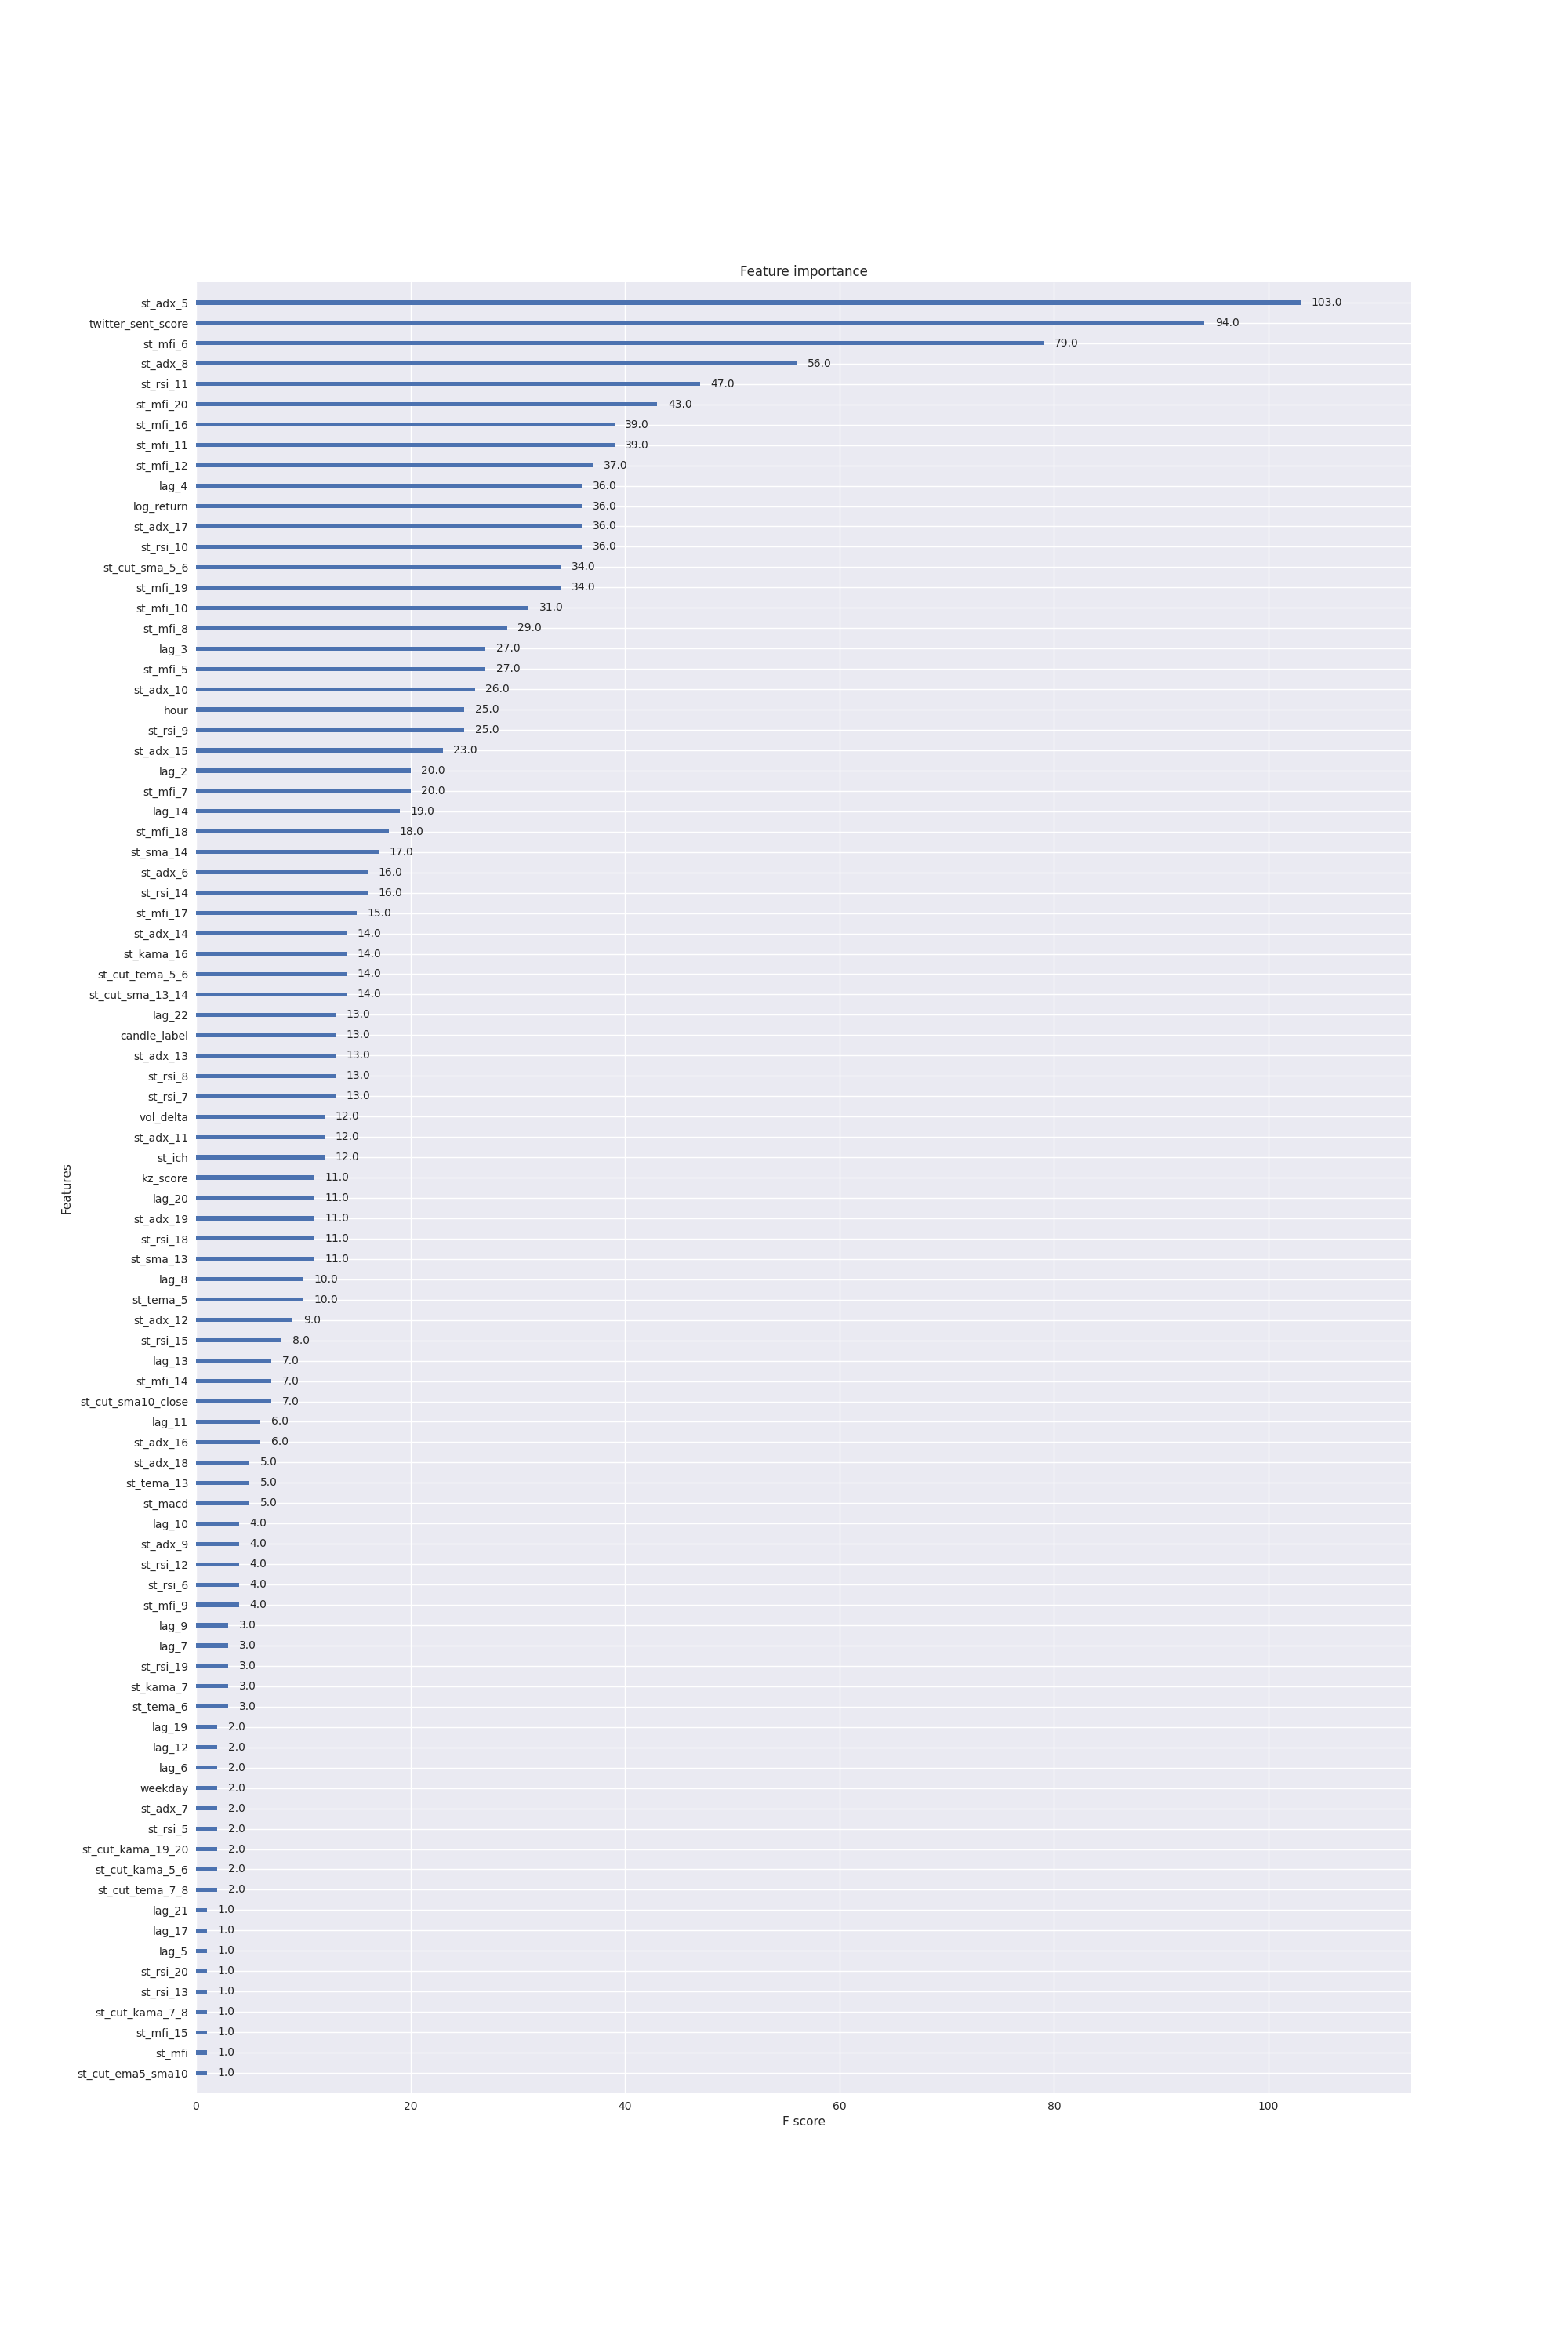 Feature importance
st_adx_5 103.0
twitter_sent_score 94.0
st_mfi_6 79.0
st_adx_8 56.0
st_rsi_11 47.0
st_mfi_20 43.0
st_mfi_16 39.0
st_mfi_11 39.0
st_mfi_12 37.0
lag_4 36.0
log_return 36.0
st_adx_17 36.0
st_rsi_10 36.0
st_cut_sma_5_6 34.0
st_mfi_19 34.0
st_mfi_10 31.0
st_mfi_8 29.0
lag_3 27.0
st_mfi_5 27.0
st_adx_10 26.0
hour 25.0
st_rsi_9 25.0
st_adx_15 23.0
lag_2 20.0
st_mfi_7 20.0
lag_14 19.0
st_mfi_18 18.0
st_sma_14 17.0
st_adx_6 16.0
st_rsi_14 16.0
st_mfi_17 15.0
st_adx_14 14.0
st_kama_16 14.0
st_cut_tema_5_6 14.0
st_cut_sma_13_14 14.0
lag_22 13.0
candle_label 13.0
st_adx_13 13.0
st_rsi_8 13.0
st_rsi_7 13.0
vol_delta 12.0
st_adx_11 12.0
st_ich 12.0
kz_score 11.0
lag_20 11.0
st_adx_19 11.0
st_rsi_18 11.0
st_sma_13 11.0
lag_8 10.0
st_tema_5 10.0
st_adx_12 9.0
st_rsi_15 8.0
lag_13 7.0
st_mfi_14 7.0
st_cut_sma10_close 7.0
lag_11 6.0
st_adx_16 6.0
st_adx_18 5.0
st_tema_13 5.0
st_macd 5.0
lag_10 4.0
st_adx_9 4.0
st_rsi_12 4.0
st_rsi_6 4.0
st_mfi_9 4.0
lag_9 3.0
lag_7 3.0
st_rsi_19 3.0
st_kama_7 3.0
st_tema_6 3.0
lag_19 2.0
lag_12 2.0
lag_6 2.0
weekday 2.0
st_adx_7 2.0
st_rsi_5 2.0
st_cut_kama_19_20 2.0
st_cut_kama_5_6 2.0
st_cut_tema_7_8 2.0
lag_21 1.0
lag_17 1.0
lag_5 1.0
st_rsi_20 1.0
st_rsi_13 1.0
st_cut_kama_7_8 1.0
st_mfi_15 1.0
st_mfi 1.0
st_cut_ema5_sma10 1.0
Features
0 20 40 60 80 100
F score